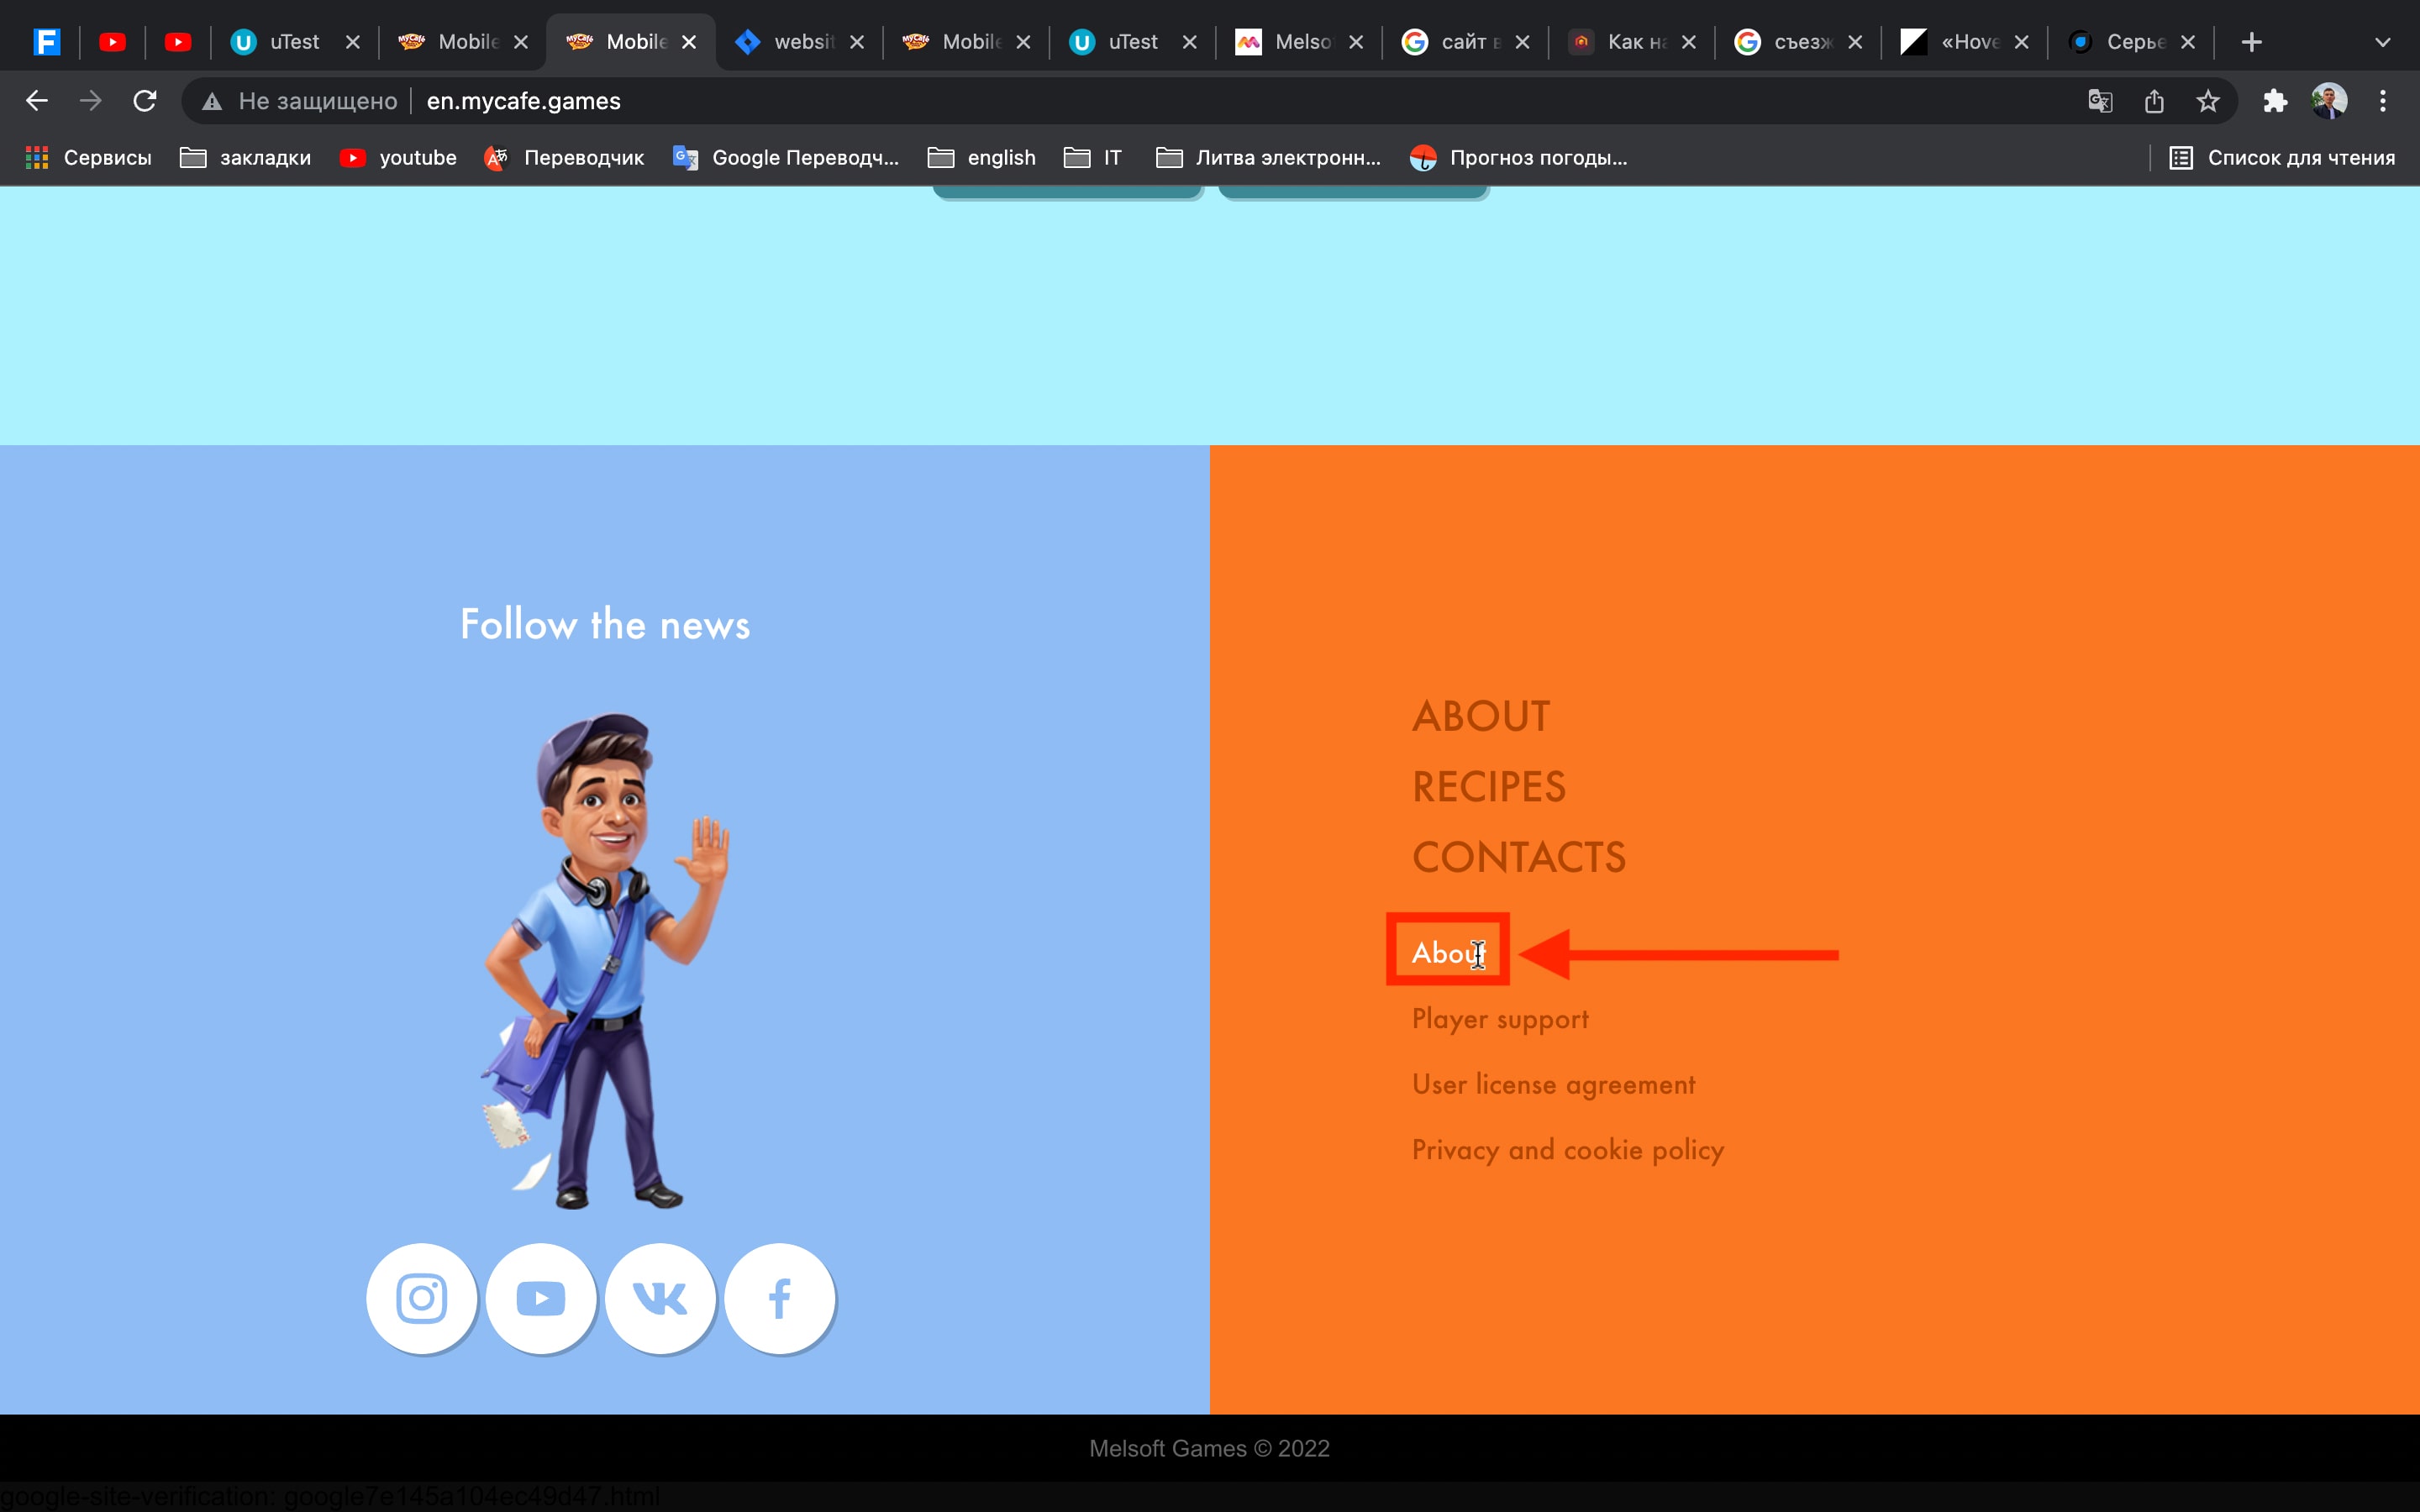 uTest
Mobile
Mobile
websit
Mobile
uTest
Melso
сайт в
Как на
съезж
«Hove
Серье
Не защищено
en.mycafe.games
Сервисы
закладки
youtube
Переводчик
Google Переводч...
english
IT
Литва электронн...
Прогноз погоды...
Список для чтения
Follow the news
ABOUT
RECIPES
CONTACTS
About
Player support
User license agreement
Privacy and cookie policy
Melsoft Games © 2022
google-site-verification: google7e145a104ec49d47.html